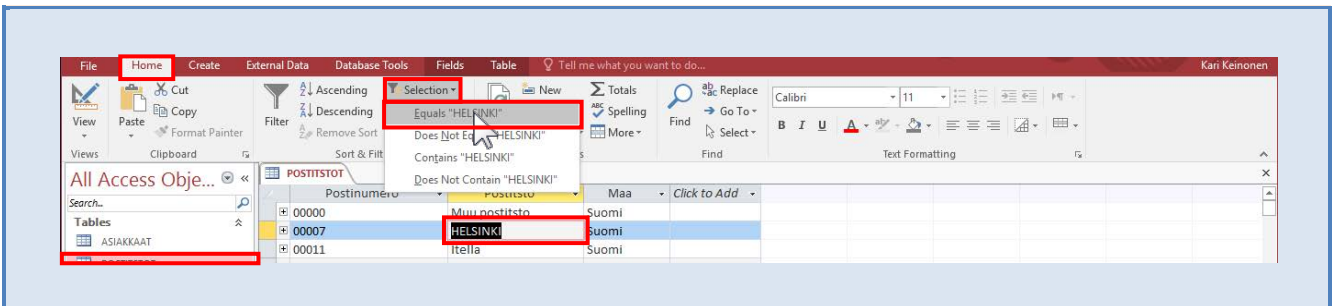 File Home Create External Data Database Tools Fields Table Tell me what you want to do... Kari Keinonen
View
Paste
Cut
Copy
Format Painter
Filter
Ascending
Descending
Remove Sort
Selection
Equals "HELSINKI"
Does Not Eq "HELSINKI"
Contains "HELSINKI"
Does Not Contain "HELSINKI"
New
Totals
Spelling
More
Find
Replace
Go To
Select
Calibri 11
B I U A
Views Clipboard Sort & Filt Find Text Formatting
All Access Obje...
Search...
Tables
ASIAKKAAT
POSTITSTOT
Postinumero Postitsto Maa Click to Add
00000 Muu postitsto Suomi
00007 HELSINKI Suomi
00011 Itella Suomi